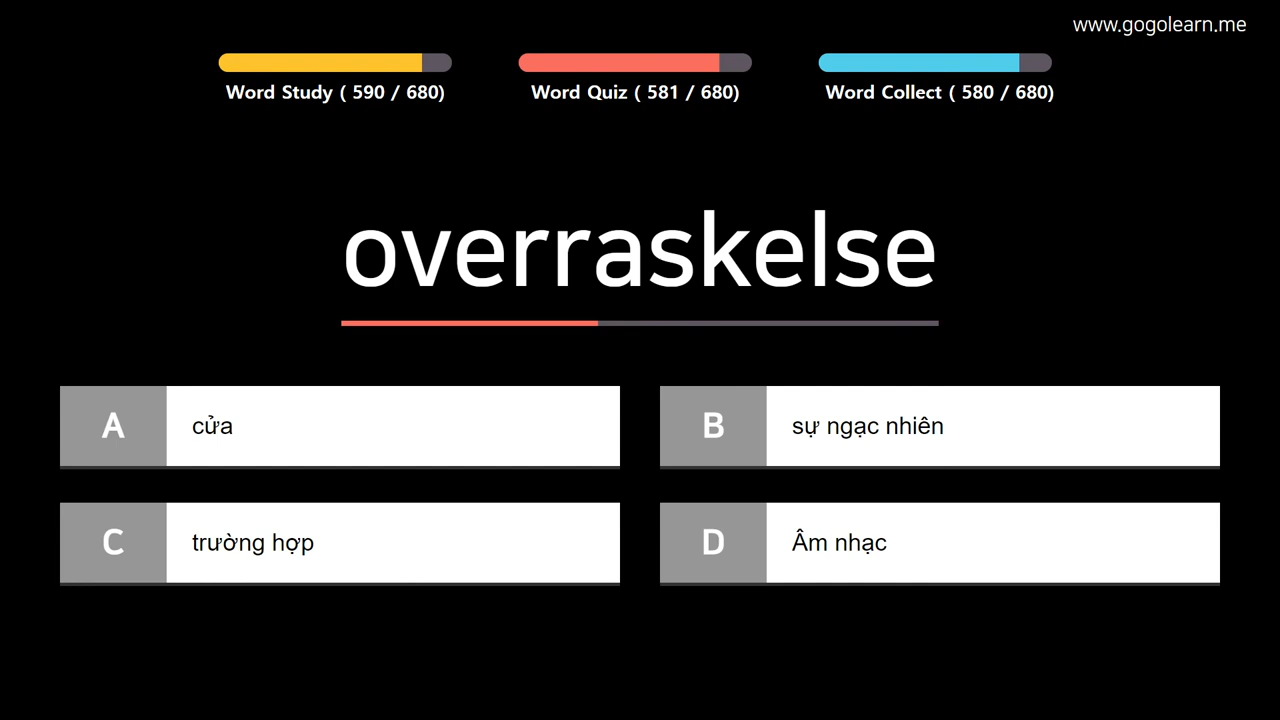 www.gogolearn.me
Word Study ( 590 / 680)
Word Quiz ( 581 / 680)
Word Collect ( 580 / 680)
overraskelse
A
cửa
B
sự ngạc nhiên
C
trường hợp
D
Âm nhạc